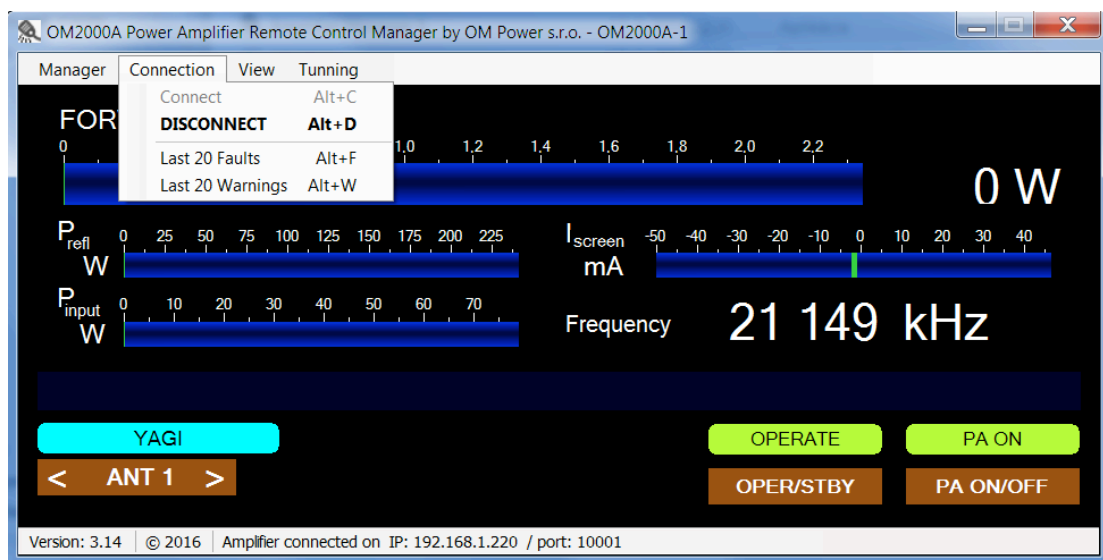 OM2000A Power Amplifier Remote Control Manager by OM Power s.r.o. - OM2000A-1
Manager Connection View Tunning
Connect Alt+C
DISCONNECT Alt+D
Last 20 Faults Alt+F
Last 20 Warnings Alt+W
FOR
0 1,0 1,2 1,4 1,6 1,8 2,0 2,2
0 W
Prefl W
0 25 50 75 100 125 150 175 200 225
Iscreen mA
-50 -40 -30 -20 -10 0 10 20 30 40
Pinput W
0 10 20 30 40 50 60 70
Frequency 21 149 kHz
YAGI OPERATE PA ON
< ANT 1 > OPER/STBY PA ON/OFF
Version: 3.14 © 2016 Amplifier connected on IP: 192.168.1.220 / port: 10001